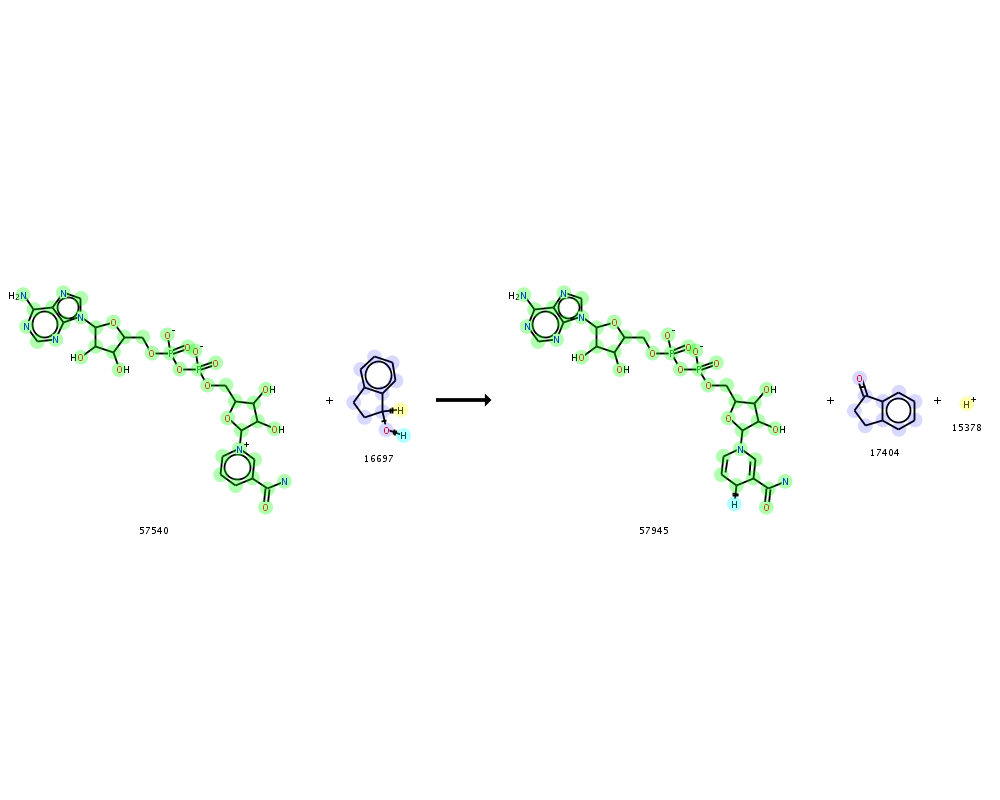 H₂N N N N N O HO OH O P O⁻ O O⁻ P O O O O OH OH N⁺ N O
57540
+
H O H
16697
H₂N N N N N O HO OH O P O⁻ O O⁻ P O O O O OH OH N H N O
57945
+
O
17404
+
H⁺
15378